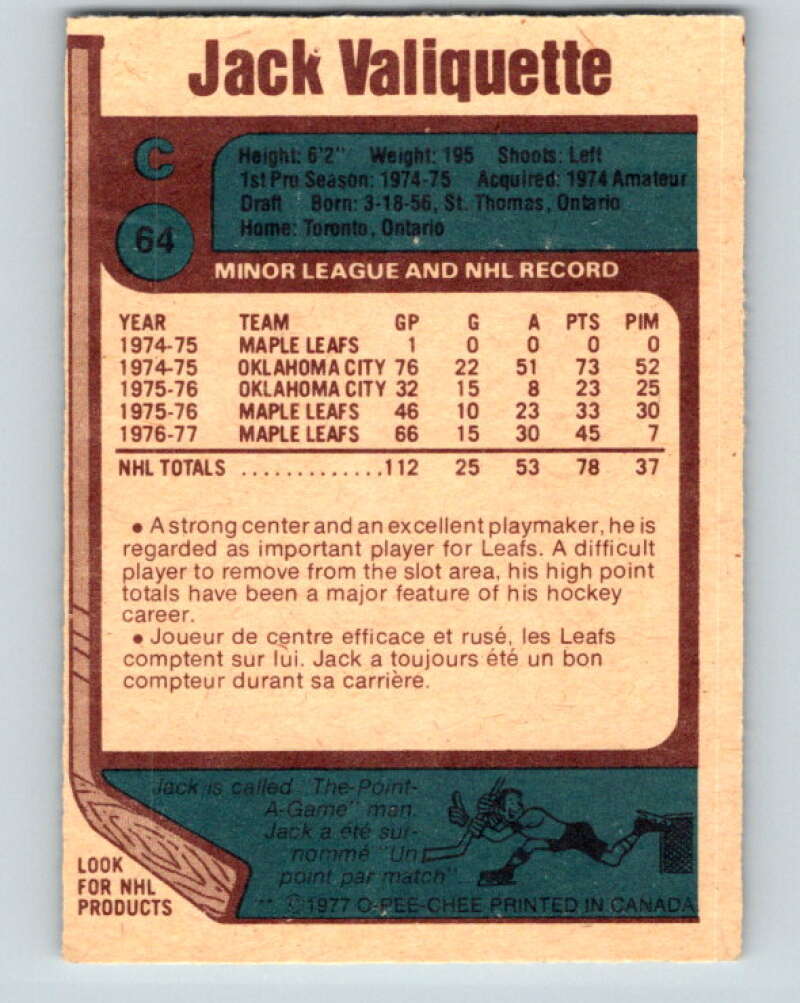 Jack Valiquette
C
64
Height: 6'2" Weight: 195 Shoots: Left
1st Pro Season: 1974-75 Acquired: 1974 Amateur
Draft Born: 3-18-56, St. Thomas, Ontario
Home: Toronto, Ontario
MINOR LEAGUE AND NHL RECORD
YEAR TEAM GP G A PTS PIM
1974-75 MAPLE LEAFS 1 0 0 0 0
1974-75 OKLAHOMA CITY 76 22 51 73 52
1975-76 OKLAHOMA CITY 32 15 8 23 25
1975-76 MAPLE LEAFS 46 10 23 33 30
1976-77 MAPLE LEAFS 66 15 30 45 7
NHL TOTALS .............112 25 53 78 37
• A strong center and an excellent playmaker, he is
regarded as important player for Leafs. A difficult
player to remove from the slot area, his high point
totals have been a major feature of his hockey
career.
• Joueur de centre efficace et rusé, les Leafs
comptent sur lui. Jack a toujours été un bon
compteur durant sa carrière.
Jack is called "The-Point-
A-Game" man.
Jack a été sur-
nommé "Un
point par match"
LOOK
FOR NHL
PRODUCTS
** ©1977 O-PEE-CHEE PRINTED IN CANADA